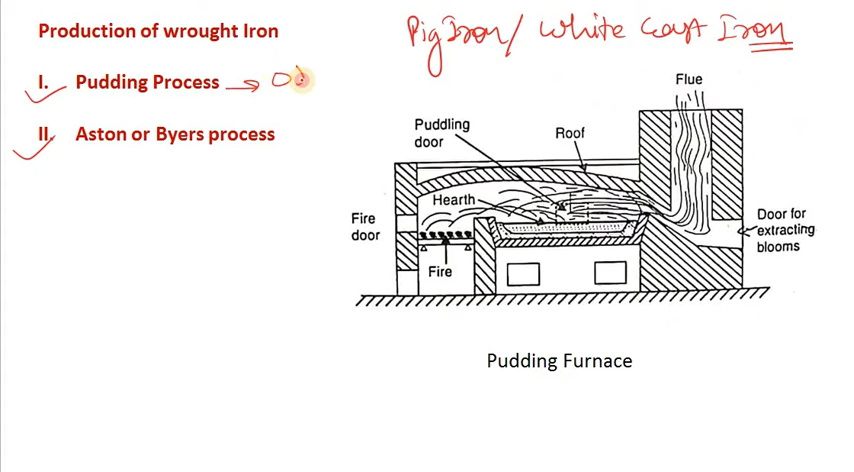 Production of wrought Iron
Pig Iron / White Cast Iron
I. Pudding Process →
II. Aston or Byers process
Flue
Puddling door
Roof
Hearth
Fire door
Fire
Door for extracting blooms
Pudding Furnace